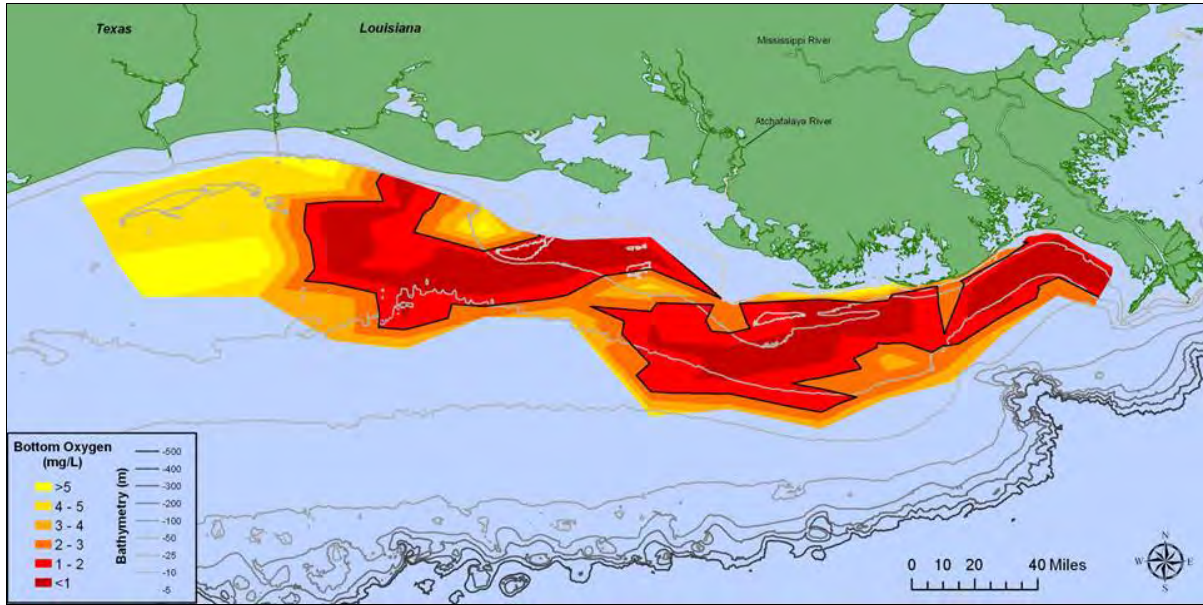 Texas
Louisiana
Mississippi River
Atchafalaya River
Bottom Oxygen
(mg/L)
>5
4 - 5
3 - 4
2 - 3
1 - 2
<1
Bathymetry (m)
-500
-400
-300
-200
-100
-50
-25
-10
-5
0 10 20 40 Miles
N
W E
S